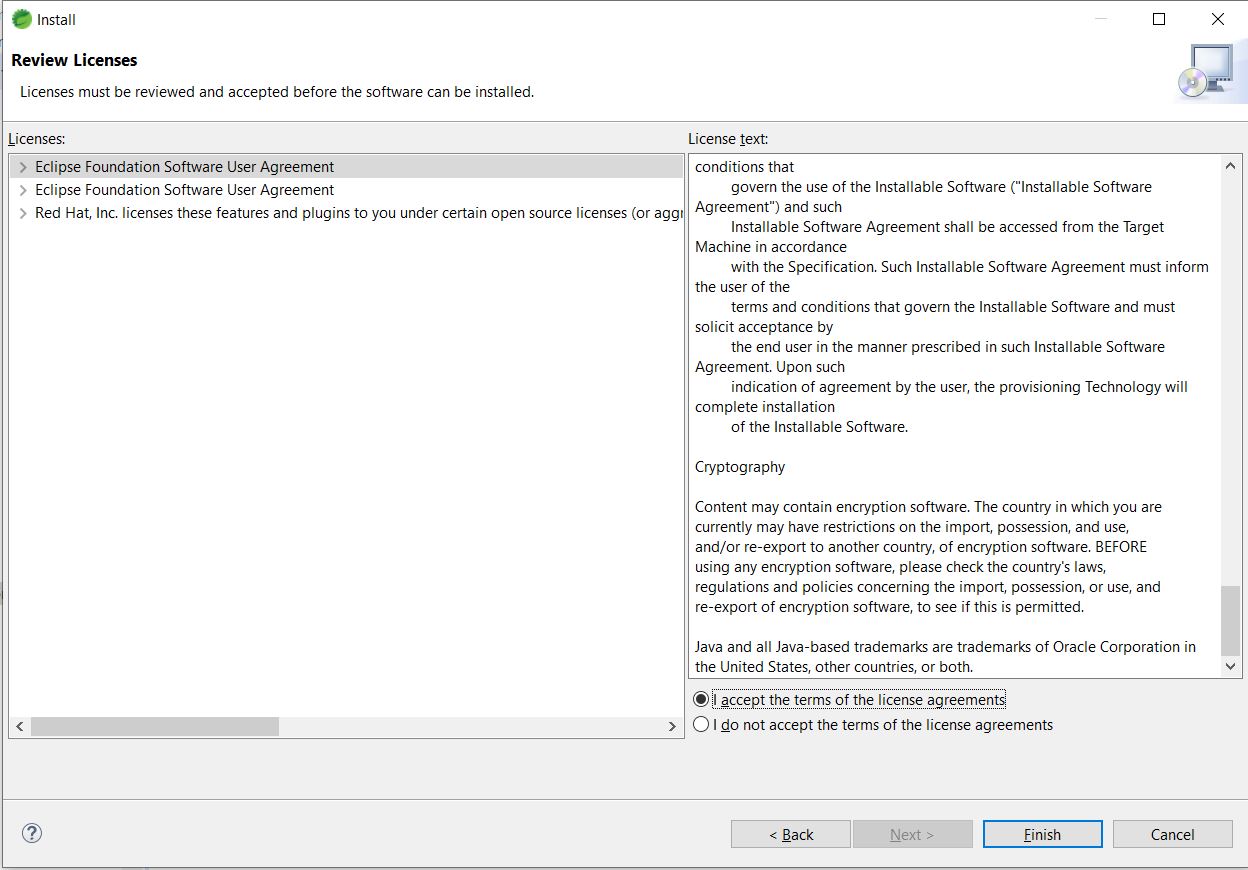 Install
Review Licenses
Licenses must be reviewed and accepted before the software can be installed.
Licenses:
Eclipse Foundation Software User Agreement
Eclipse Foundation Software User Agreement
Red Hat, Inc. licenses these features and plugins to you under certain open source licenses (or aggr
License text:
conditions that
govern the use of the Installable Software ("Installable Software
Agreement") and such
Installable Software Agreement shall be accessed from the Target
Machine in accordance
with the Specification. Such Installable Software Agreement must inform
the user of the
terms and conditions that govern the Installable Software and must
solicit acceptance by
the end user in the manner prescribed in such Installable Software
Agreement. Upon such
indication of agreement by the user, the provisioning Technology will
complete installation
of the Installable Software.
Cryptography
Content may contain encryption software. The country in which you are
currently may have restrictions on the import, possession, and use,
and/or re-export to another country, of encryption software. BEFORE
using any encryption software, please check the country's laws,
regulations and policies concerning the import, possession, or use, and
re-export of encryption software, to see if this is permitted.
Java and all Java-based trademarks are trademarks of Oracle Corporation in
the United States, other countries, or both.
I accept the terms of the license agreements
I do not accept the terms of the license agreements
?
< Back
Next >
Finish
Cancel